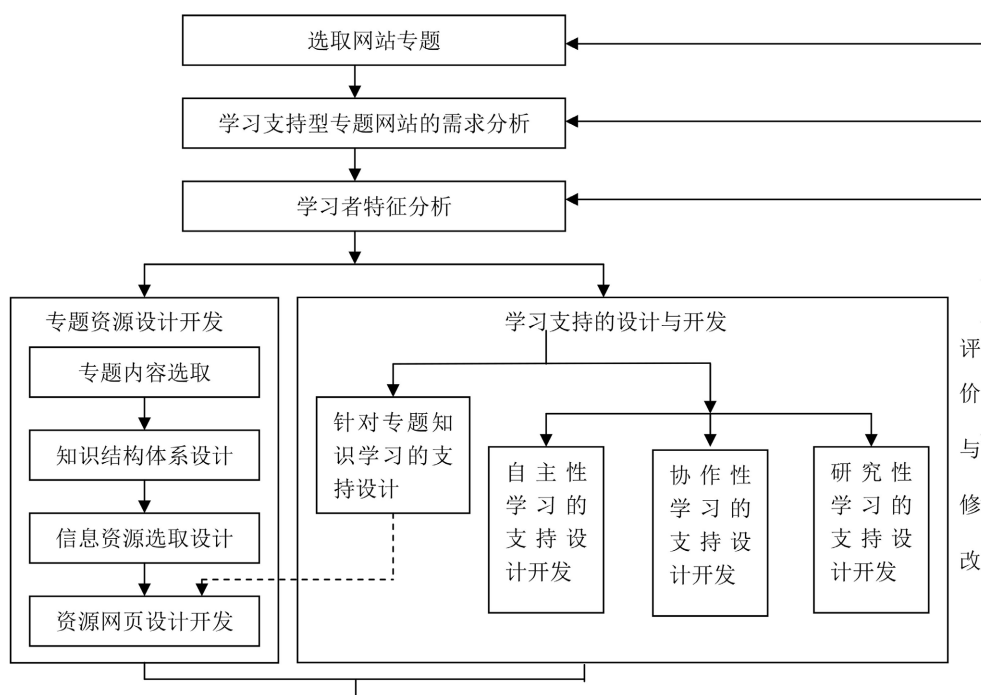 选取网站专题
学习支持型专题网站的需求分析
学习者特征分析
专题资源设计开发
专题内容选取
知识结构体系设计
信息资源选取设计
资源网页设计开发
学习支持的设计与开发
针对专题知
识学习的支
持设计
自主性
学习的
支持设
计开发
协作性
学习的
支持设
计开发
研究性
学习的
支持设
计开发
评
价
与
修
改